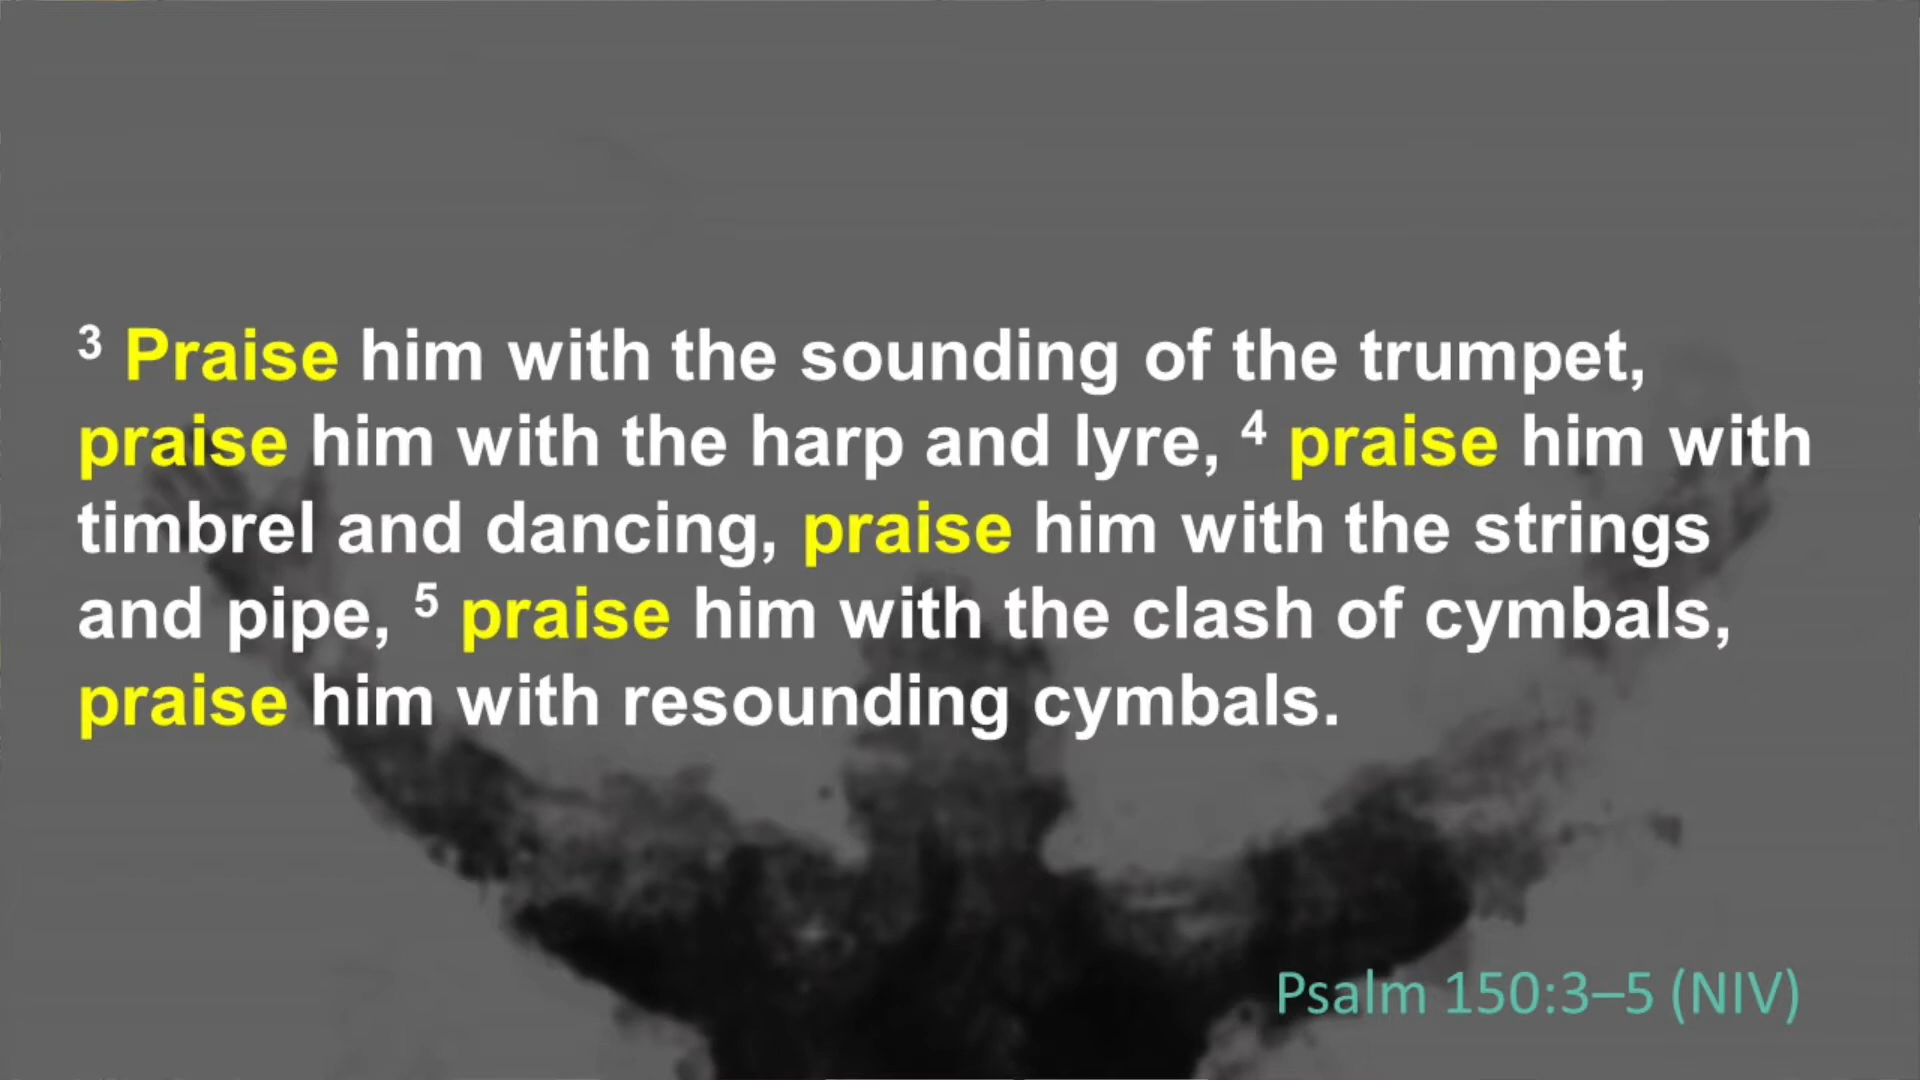 ³ Praise him with the sounding of the trumpet,
praise him with the harp and lyre, ⁴ praise him with
timbrel and dancing, praise him with the strings
and pipe, ⁵ praise him with the clash of cymbals,
praise him with resounding cymbals.
Psalm 150:3–5 (NIV)